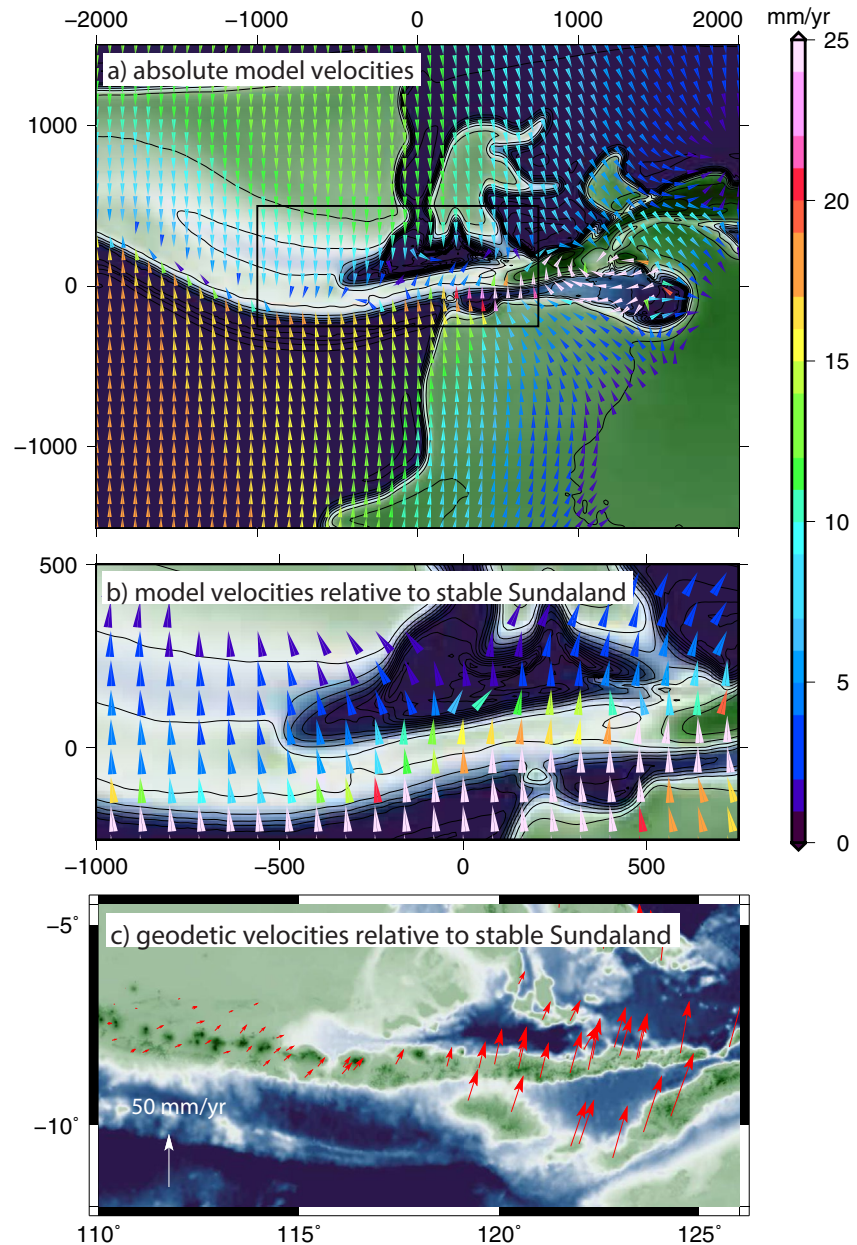 −2000 −1000 0 1000 2000
mm/yr
a) absolute model velocities
1000
0
−1000
25
20
15
10
5
0
b) model velocities relative to stable Sundaland
500
0
−1000 −500 0 500
c) geodetic velocities relative to stable Sundaland
−5˚
−10˚
50 mm/yr
110˚ 115˚ 120˚ 125˚